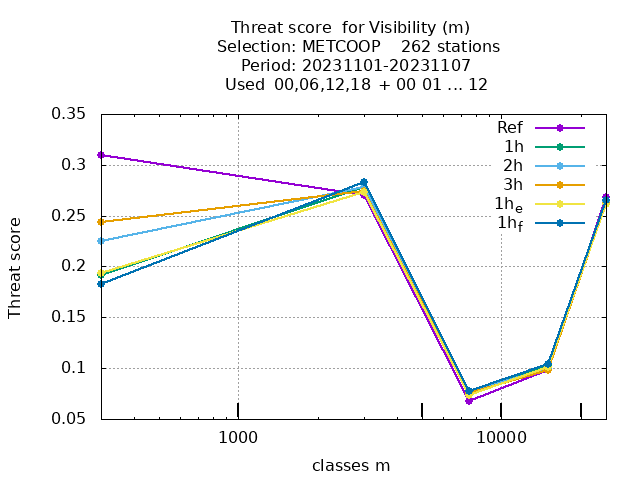 Threat score  for Visibility (m)
Selection: METCOOP    262 stations
Period: 20231101-20231107
Used  00,06,12,18 + 00 01 ... 12
0.35
0.3
0.25
0.2
0.15
0.1
0.05
Threat score
Ref
1h
2h
3h
1h_e
1h_f
1000
10000
classes m